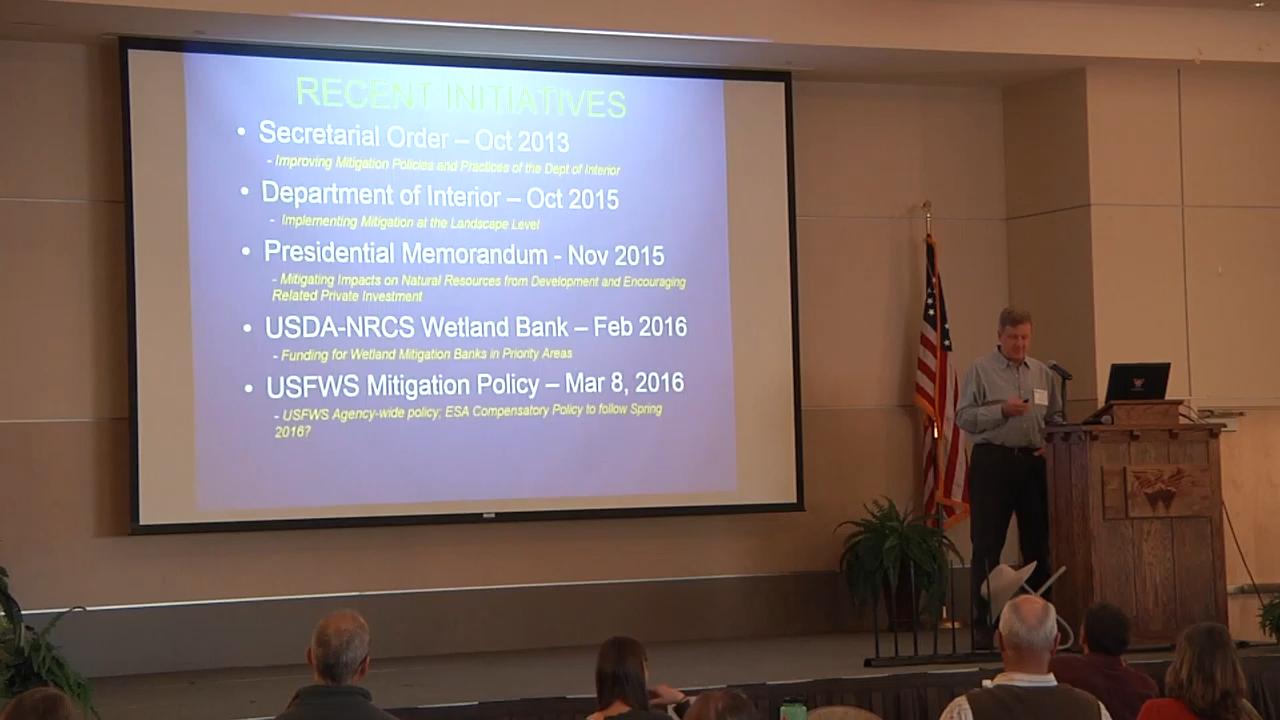 RECENT INITIATIVES
• Secretarial Order – Oct 2013
- Improving Mitigation Policies and Practices of the Dept of Interior
• Department of Interior – Oct 2015
- Implementing Mitigation at the Landscape Level
• Presidential Memorandum - Nov 2015
- Mitigating Impacts on Natural Resources from Development and Encouraging
Related Private Investment
• USDA-NRCS Wetland Bank – Feb 2016
- Funding for Wetland Mitigation Banks in Priority Areas
• USFWS Mitigation Policy – Mar 8, 2016
- USFWS Agency-wide policy; ESA Compensatory Policy to follow Spring
2016?